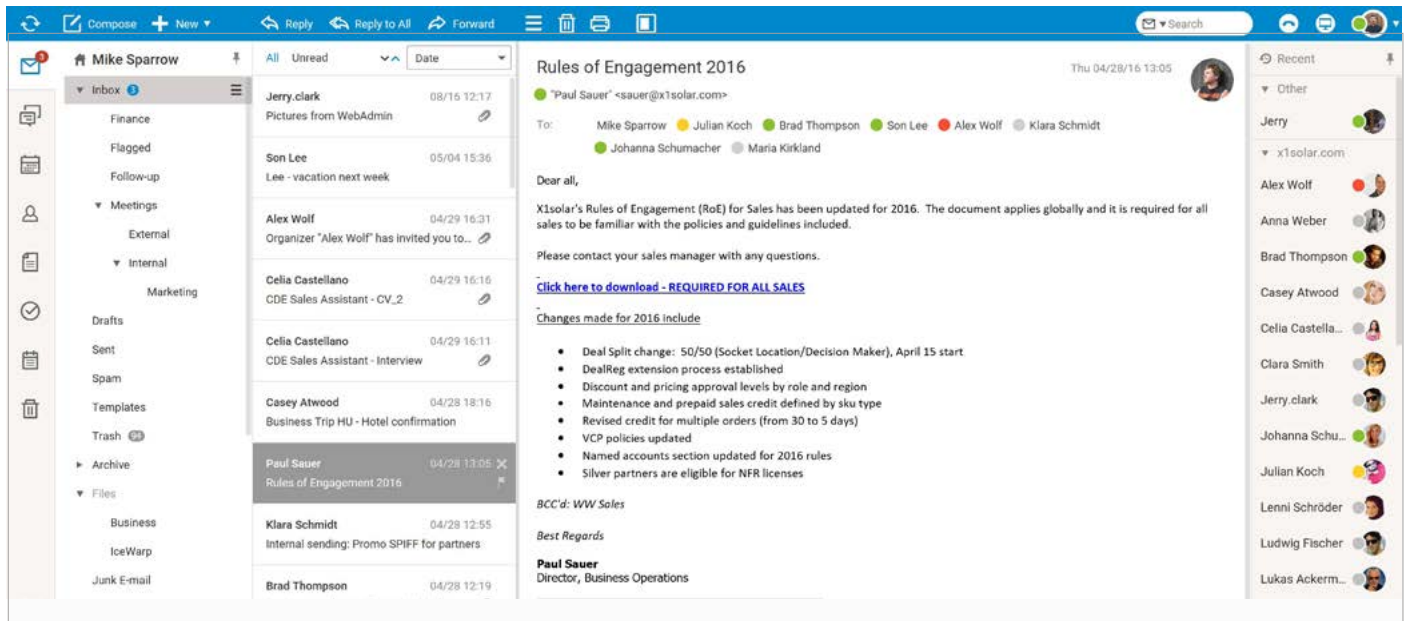 Compose New Reply Reply to All Forward Search
3
Mike Sparrow
Inbox 3
Finance
Flagged
Follow-up
Meetings
External
Internal
Marketing
Drafts
Sent
Spam
Templates
Trash
Archive
Files
Business
IceWarp
Junk E-mail
All Unread Date
Jerry.clark 08/16 12:17
Pictures from WebAdmin
Son Lee 05/04 15:36
Lee - vacation next week
Alex Wolf 04/29 16:31
Organizer "Alex Wolf" has invited you to...
Celia Castellano 04/29 16:16
CDE Sales Assistant - CV_2
Celia Castellano 04/29 16:11
CDE Sales Assistant - Interview
Casey Atwood 04/28 18:16
Business Trip HU - Hotel confirmation
Paul Sauer 04/28 13:05
Rules of Engagement 2016
Klara Schmidt 04/28 12:55
Internal sending: Promo SPIFF for partners
Brad Thompson 04/28 12:19
Rules of Engagement 2016 Thu 04/28/16 13:05
"Paul Sauer" <sauer@x1solar.com>
To: Mike Sparrow Julian Koch Brad Thompson Son Lee Alex Wolf Klara Schmidt
Johanna Schumacher Maria Kirkland
Dear all,
X1solar's Rules of Engagement (RoE) for Sales has been updated for 2016. The document applies globally and it is required for all
sales to be familiar with the policies and guidelines included.
Please contact your sales manager with any questions.
Click here to download - REQUIRED FOR ALL SALES
Changes made for 2016 include
• Deal Split change: 50/50 (Socket Location/Decision Maker), April 15 start
• DealReg extension process established
• Discount and pricing approval levels by role and region
• Maintenance and prepaid sales credit defined by sku type
• Revised credit for multiple orders (from 30 to 5 days)
• VCP policies updated
• Named accounts section updated for 2016 rules
• Silver partners are eligible for NFR licenses
BCC'd: WW Sales
Best Regards
Paul Sauer
Director, Business Operations
Recent
Other
Jerry
x1solar.com
Alex Wolf
Anna Weber
Brad Thompson
Casey Atwood
Celia Castella...
Clara Smith
Jerry.clark
Johanna Schu...
Julian Koch
Lenni Schröder
Ludwig Fischer
Lukas Ackerm...